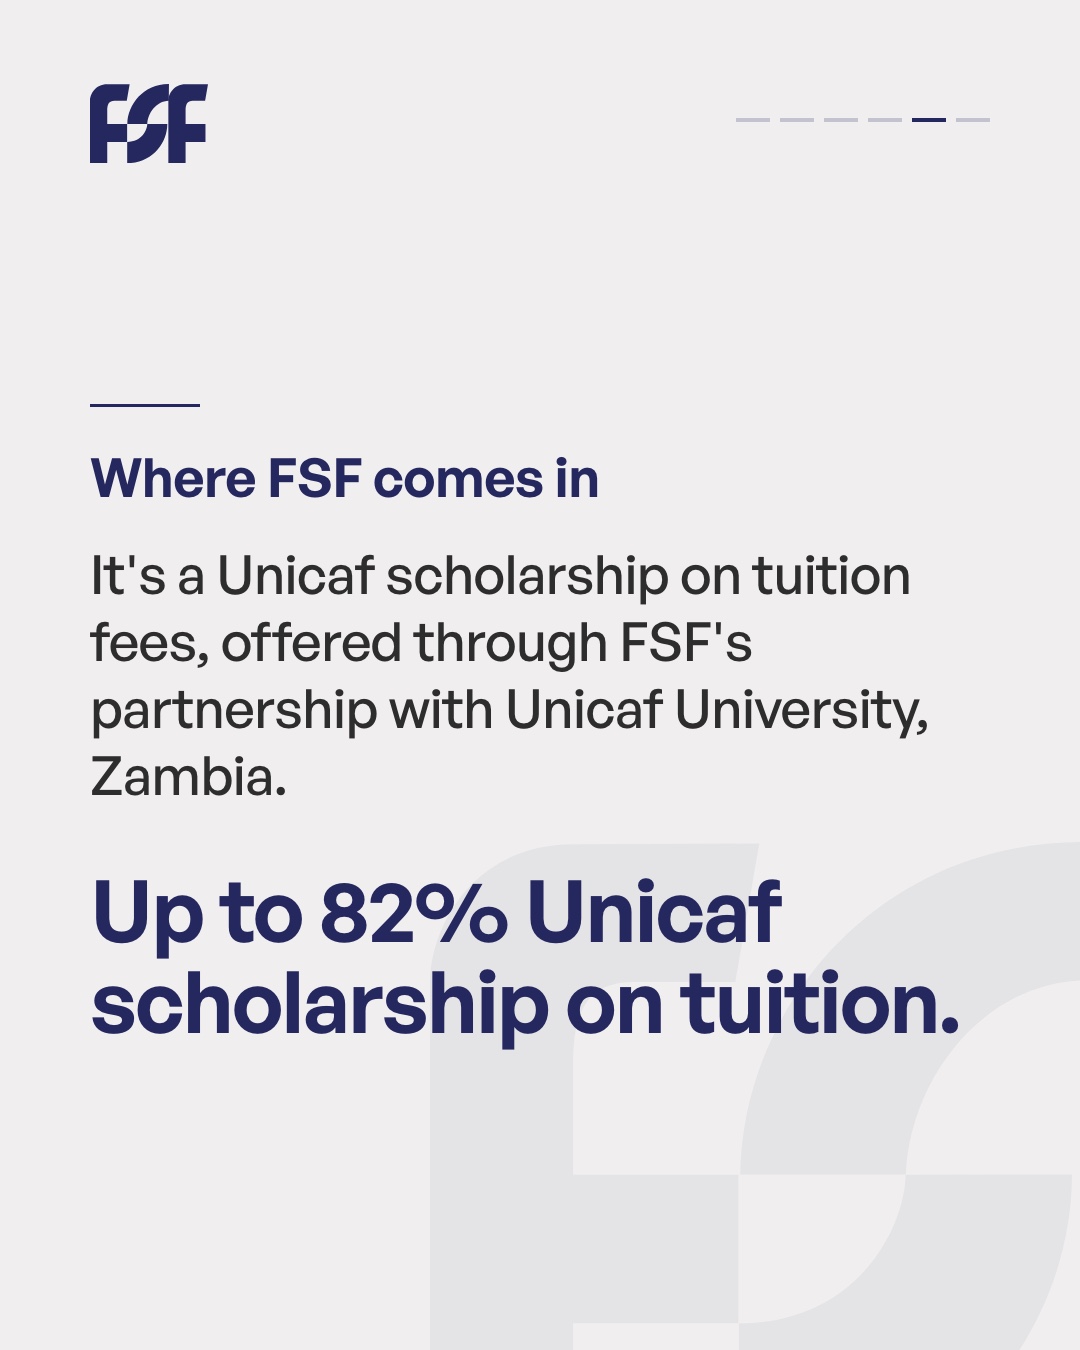 FSF
Where FSF comes in
It's a Unicaf scholarship on tuition
fees, offered through FSF's
partnership with Unicaf University,
Zambia.
Up to 82% Unicaf
scholarship on tuition.